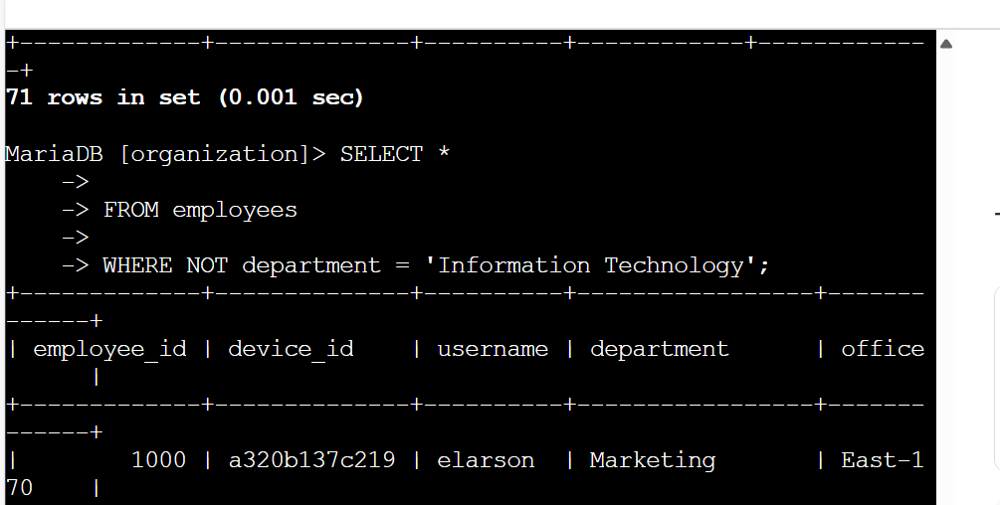 +-------------+--------------+----------+------------+------------
-+
71 rows in set (0.001 sec)
MariaDB [organization]> SELECT *
    ->
    -> FROM employees
    ->
    -> WHERE NOT department = 'Information Technology';
+-------------+--------------+----------+-----------------+-------
------+
| employee_id | device_id    | username | department      | office
      |
+-------------+--------------+----------+-----------------+-------
------+
|        1000 | a320b137c219 | elarson  | Marketing       | East-1
70    |